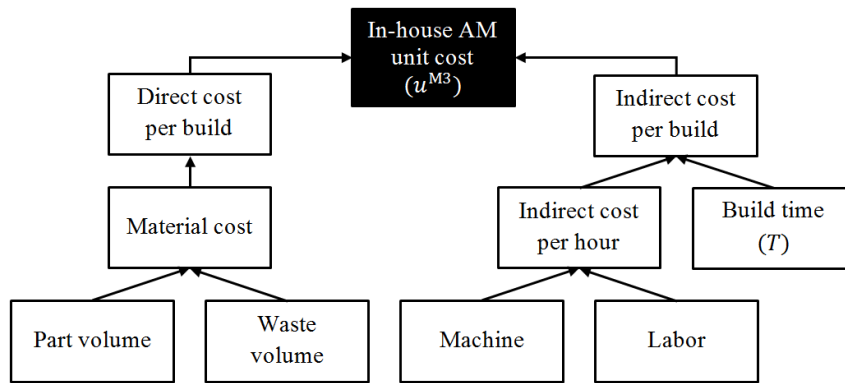 In-house AM
unit cost
(u^M3)
Direct cost
per build
Indirect cost
per build
Material cost
Indirect cost
per hour
Build time
(T)
Part volume
Waste
volume
Machine
Labor